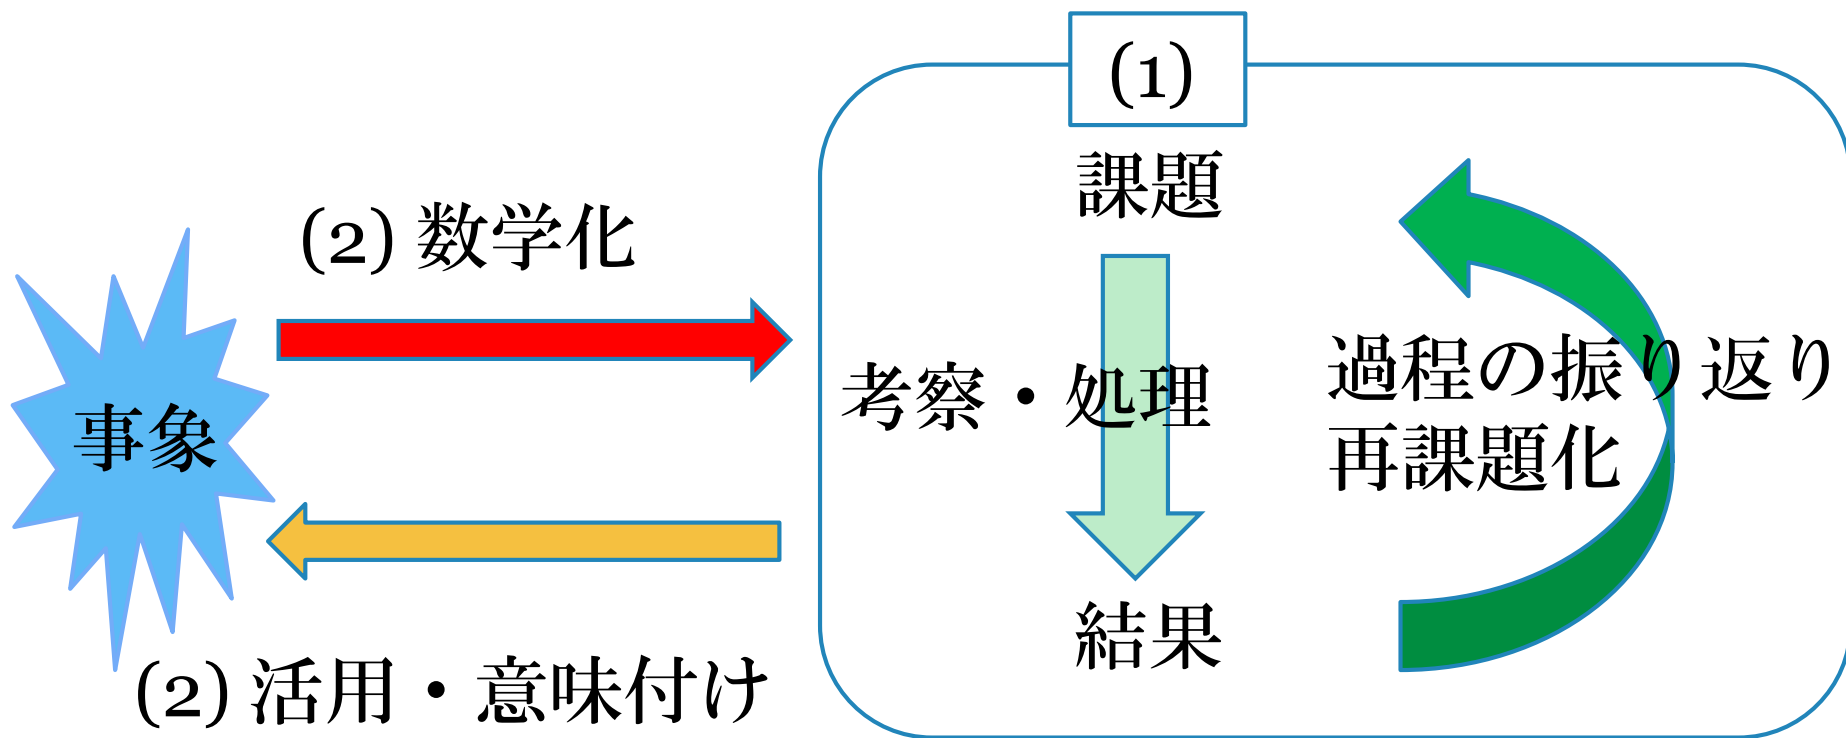 (1)
課題
(2) 数学化
過程の振り返り
再課題化
考察・処理
事象
結果
(2) 活用・意味付け